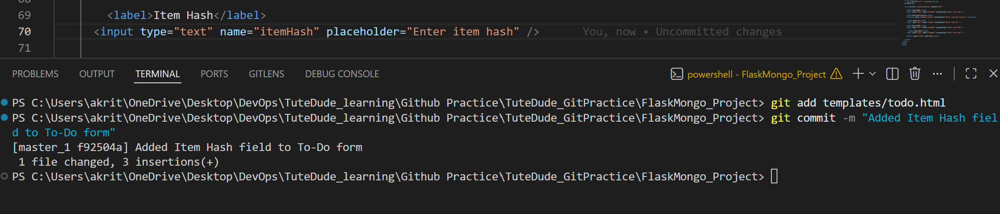 68
69 <label>Item Hash</label>
70 <input type="text" name="itemHash" placeholder="Enter item hash" /> You, now • Uncommitted changes
71
PROBLEMS OUTPUT TERMINAL PORTS GITLENS DEBUG CONSOLE powershell - FlaskMongo_Project
PS C:\Users\akrit\OneDrive\Desktop\DevOps\TuteDude_learning\Github Practice\TuteDude_GitPractice\FlaskMongo_Project> git add templates/todo.html
PS C:\Users\akrit\OneDrive\Desktop\DevOps\TuteDude_learning\Github Practice\TuteDude_GitPractice\FlaskMongo_Project> git commit -m "Added Item Hash fiel
d to To-Do form"
[master_1 f92504a] Added Item Hash field to To-Do form
1 file changed, 3 insertions(+)
PS C:\Users\akrit\OneDrive\Desktop\DevOps\TuteDude_learning\Github Practice\TuteDude_GitPractice\FlaskMongo_Project>